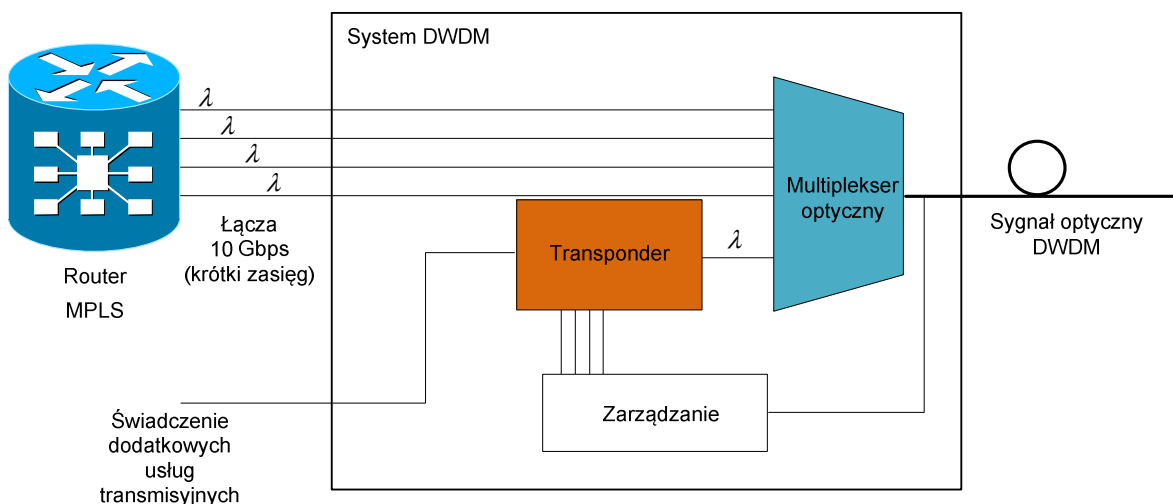 System DWDM
λ
λ
λ
λ
Multiplekser
optyczny
Łącza
10 Gbps
(krótki zasięg)
Router
MPLS
Transponder
λ
Sygnał optyczny
DWDM
Zarządzanie
Świadczenie
dodatkowych
usług
transmisyjnych